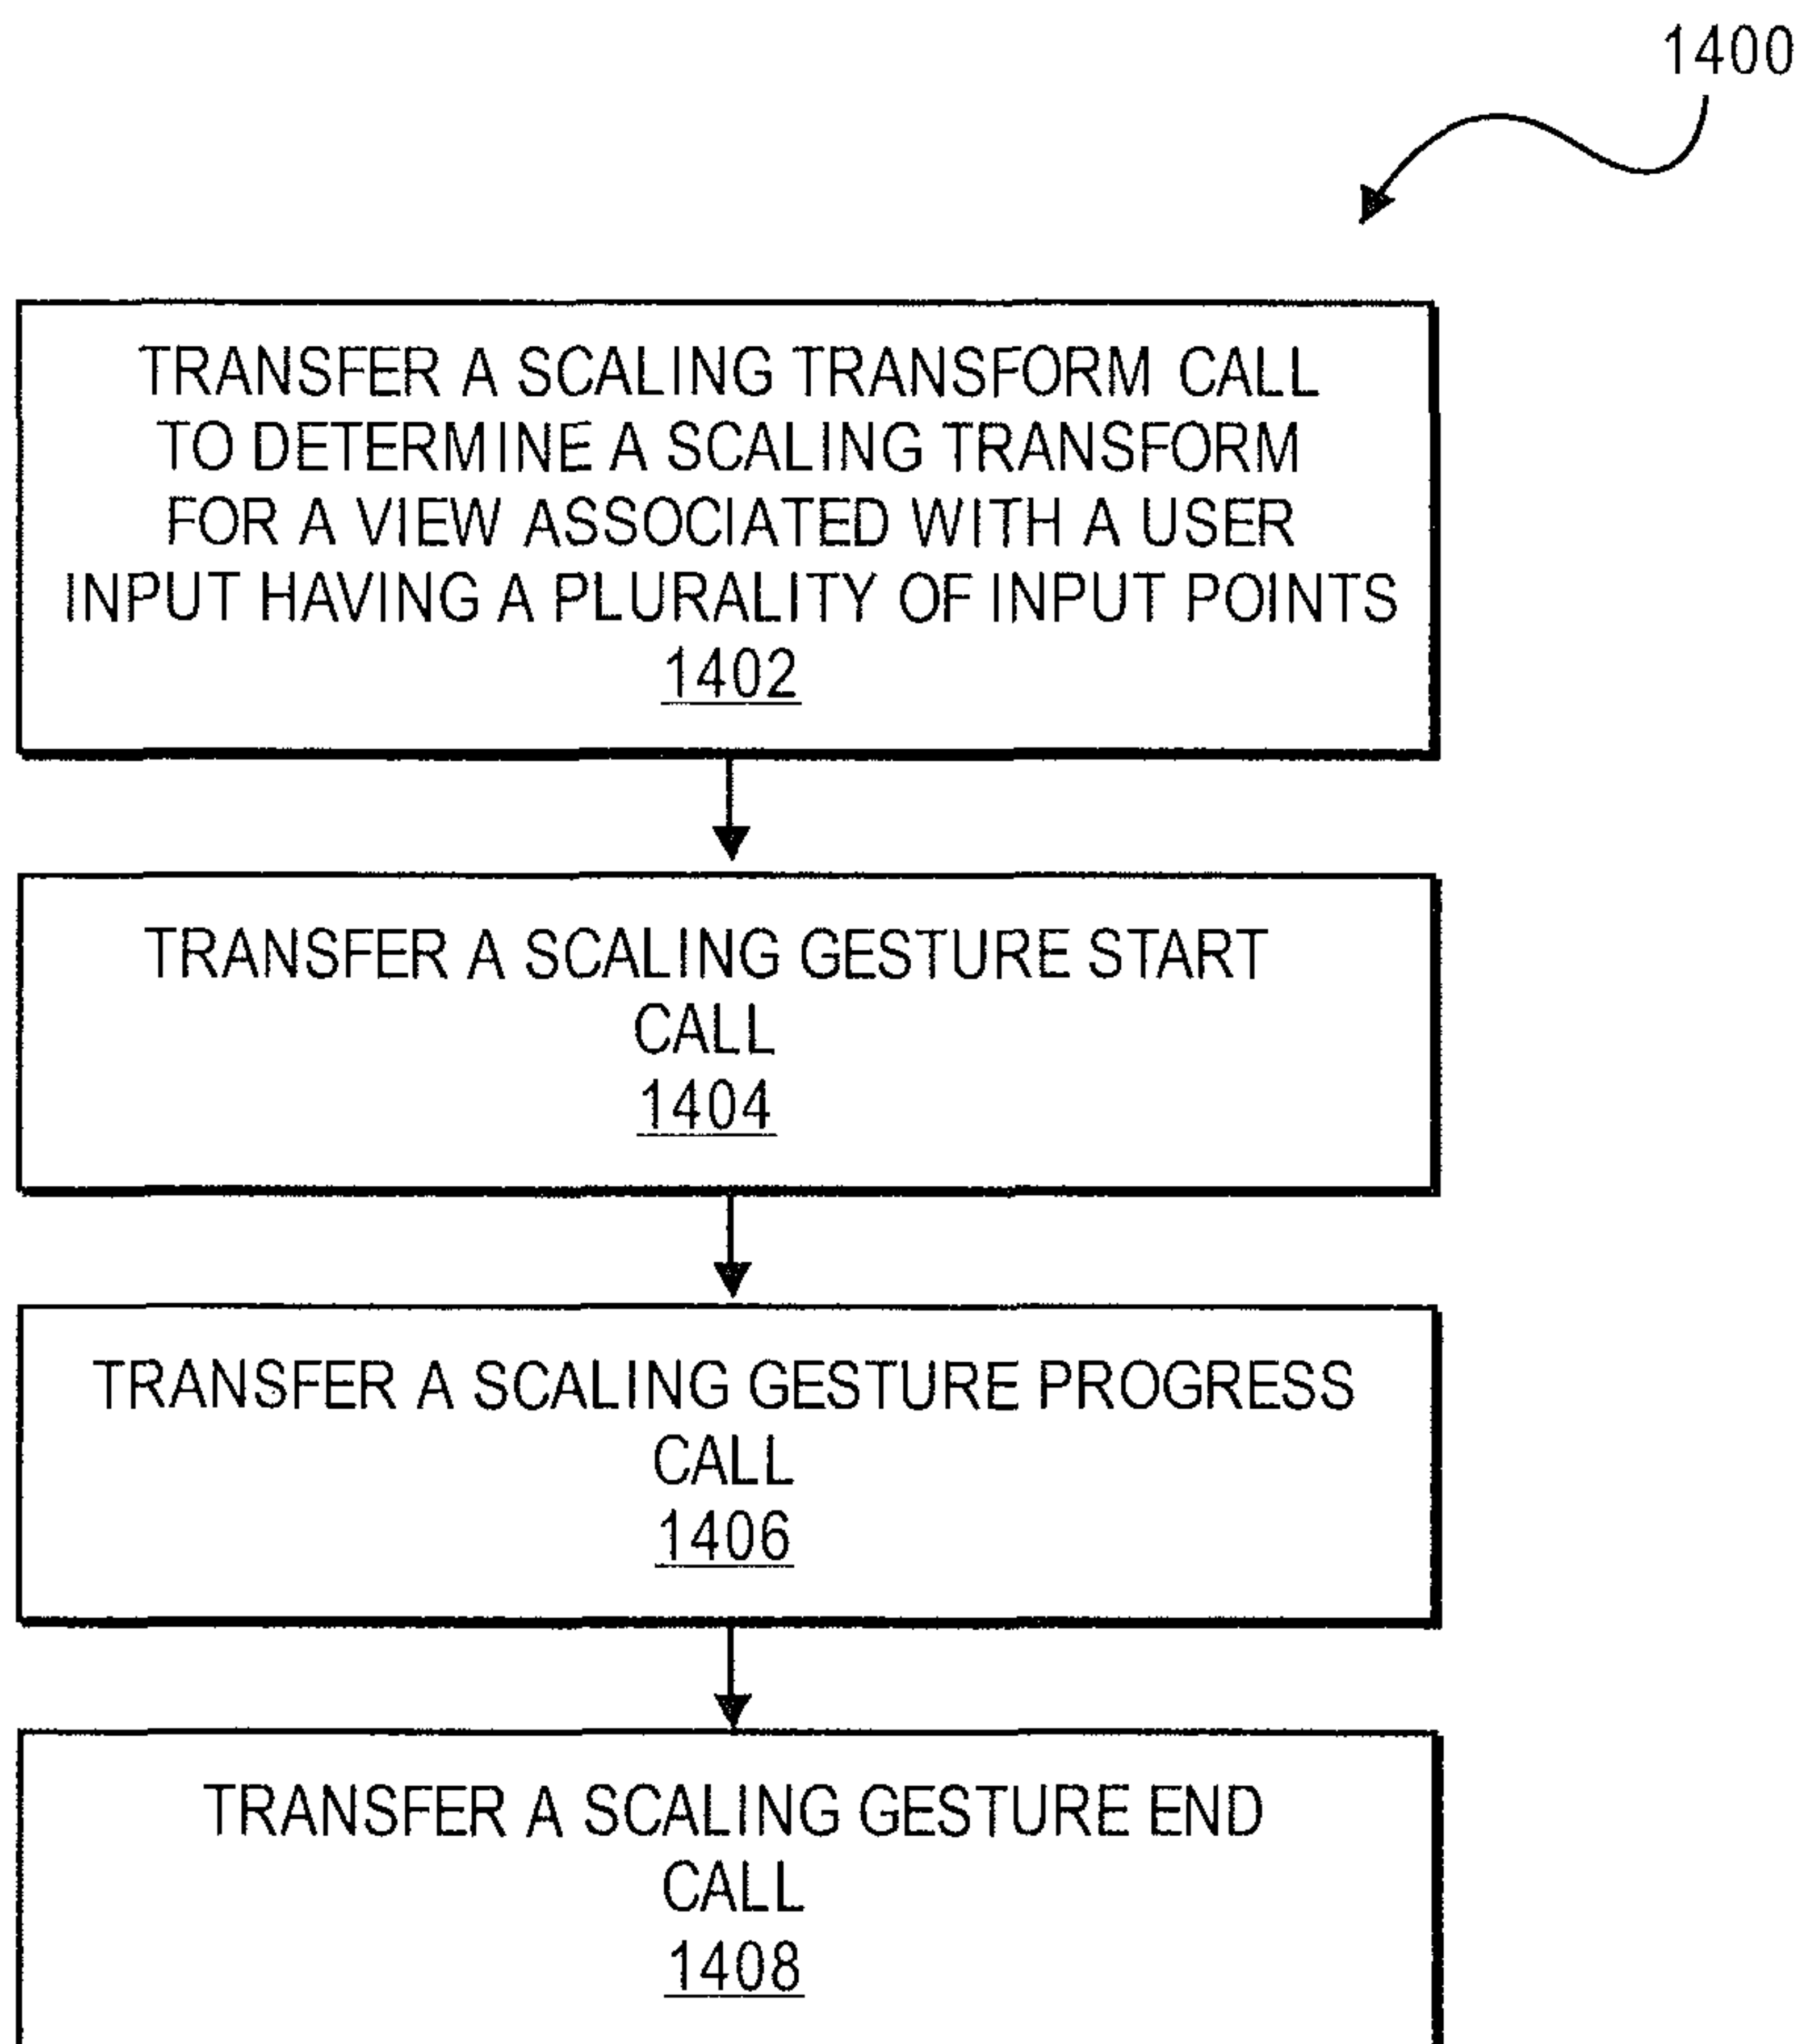 1400
TRANSFER A SCALING TRANSFORM CALL
TO DETERMINE A SCALING TRANSFORM
FOR A VIEW ASSOCIATED WITH A USER
INPUT HAVING A PLURALITY OF INPUT POINTS
1402
TRANSFER A SCALING GESTURE START
CALL
1404
TRANSFER A SCALING GESTURE PROGRESS
CALL
1406
TRANSFER A SCALING GESTURE END
CALL
1408